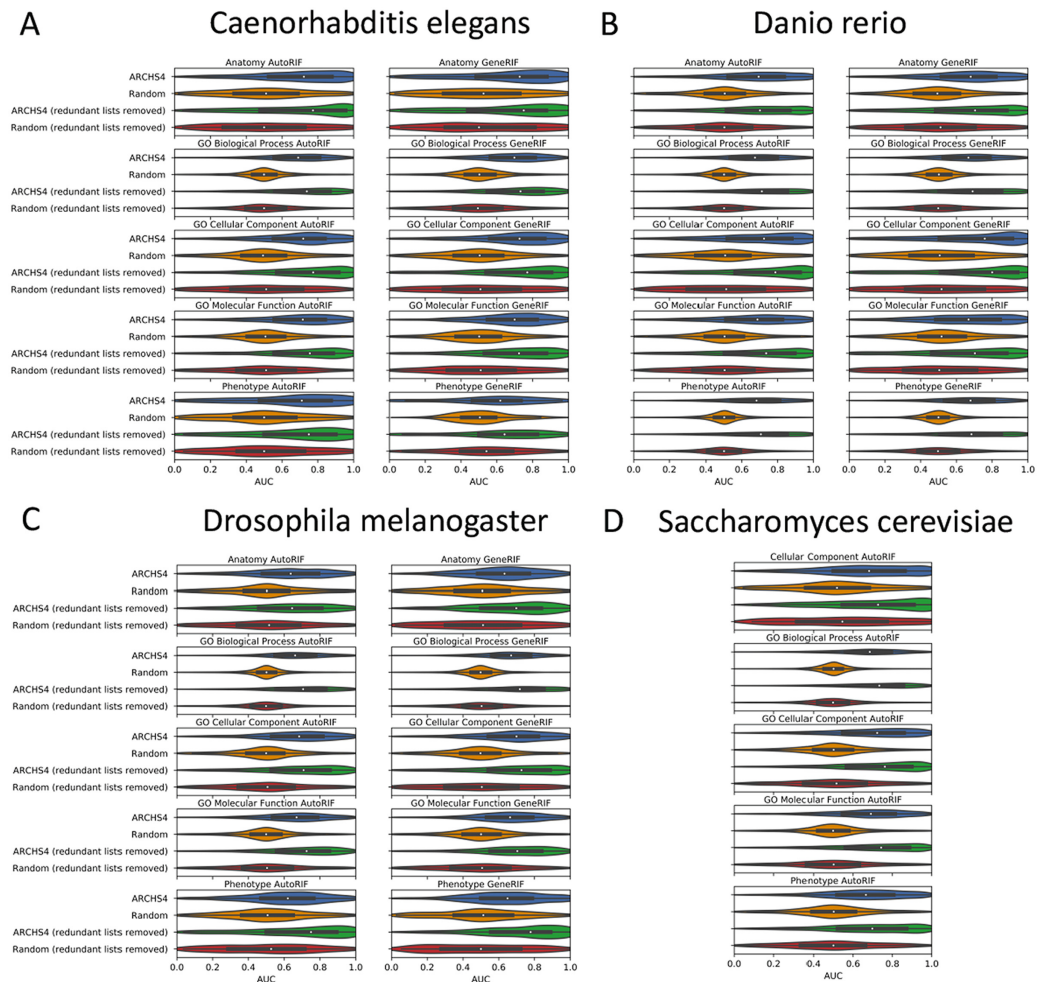 A Caenorhabditis elegans
Anatomy AutoRIF Anatomy GeneRIF
ARCHS4
Random
ARCHS4 (redundant lists removed)
Random (redundant lists removed)
GO Biological Process AutoRIF GO Biological Process GeneRIF
ARCHS4
Random
ARCHS4 (redundant lists removed)
Random (redundant lists removed)
GO Cellular Component AutoRIF GO Cellular Component GeneRIF
ARCHS4
Random
ARCHS4 (redundant lists removed)
Random (redundant lists removed)
GO Molecular Function AutoRIF GO Molecular Function GeneRIF
ARCHS4
Random
ARCHS4 (redundant lists removed)
Random (redundant lists removed)
Phenotype AutoRIF Phenotype GeneRIF
ARCHS4
Random
ARCHS4 (redundant lists removed)
Random (redundant lists removed)
0.0 0.2 0.4 0.6 0.8 1.0 0.0 0.2 0.4 0.6 0.8 1.0
AUC AUC
B Danio rerio
Anatomy AutoRIF Anatomy GeneRIF
GO Biological Process AutoRIF GO Biological Process GeneRIF
GO Cellular Component AutoRIF GO Cellular Component GeneRIF
GO Molecular Function AutoRIF GO Molecular Function GeneRIF
Phenotype AutoRIF Phenotype GeneRIF
0.0 0.2 0.4 0.6 0.8 1.0 0.0 0.2 0.4 0.6 0.8 1.0
AUC AUC
C Drosophila melanogaster
Anatomy AutoRIF Anatomy GeneRIF
ARCHS4
Random
ARCHS4 (redundant lists removed)
Random (redundant lists removed)
GO Biological Process AutoRIF GO Biological Process GeneRIF
ARCHS4
Random
ARCHS4 (redundant lists removed)
Random (redundant lists removed)
GO Cellular Component AutoRIF GO Cellular Component GeneRIF
ARCHS4
Random
ARCHS4 (redundant lists removed)
Random (redundant lists removed)
GO Molecular Function AutoRIF GO Molecular Function GeneRIF
ARCHS4
Random
ARCHS4 (redundant lists removed)
Random (redundant lists removed)
Phenotype AutoRIF Phenotype GeneRIF
ARCHS4
Random
ARCHS4 (redundant lists removed)
Random (redundant lists removed)
0.0 0.2 0.4 0.6 0.8 1.0 0.0 0.2 0.4 0.6 0.8 1.0
AUC AUC
D Saccharomyces cerevisiae
Cellular Component AutoRIF
GO Biological Process AutoRIF
GO Cellular Component AutoRIF
GO Molecular Function AutoRIF
Phenotype AutoRIF
0.0 0.2 0.4 0.6 0.8 1.0
AUC